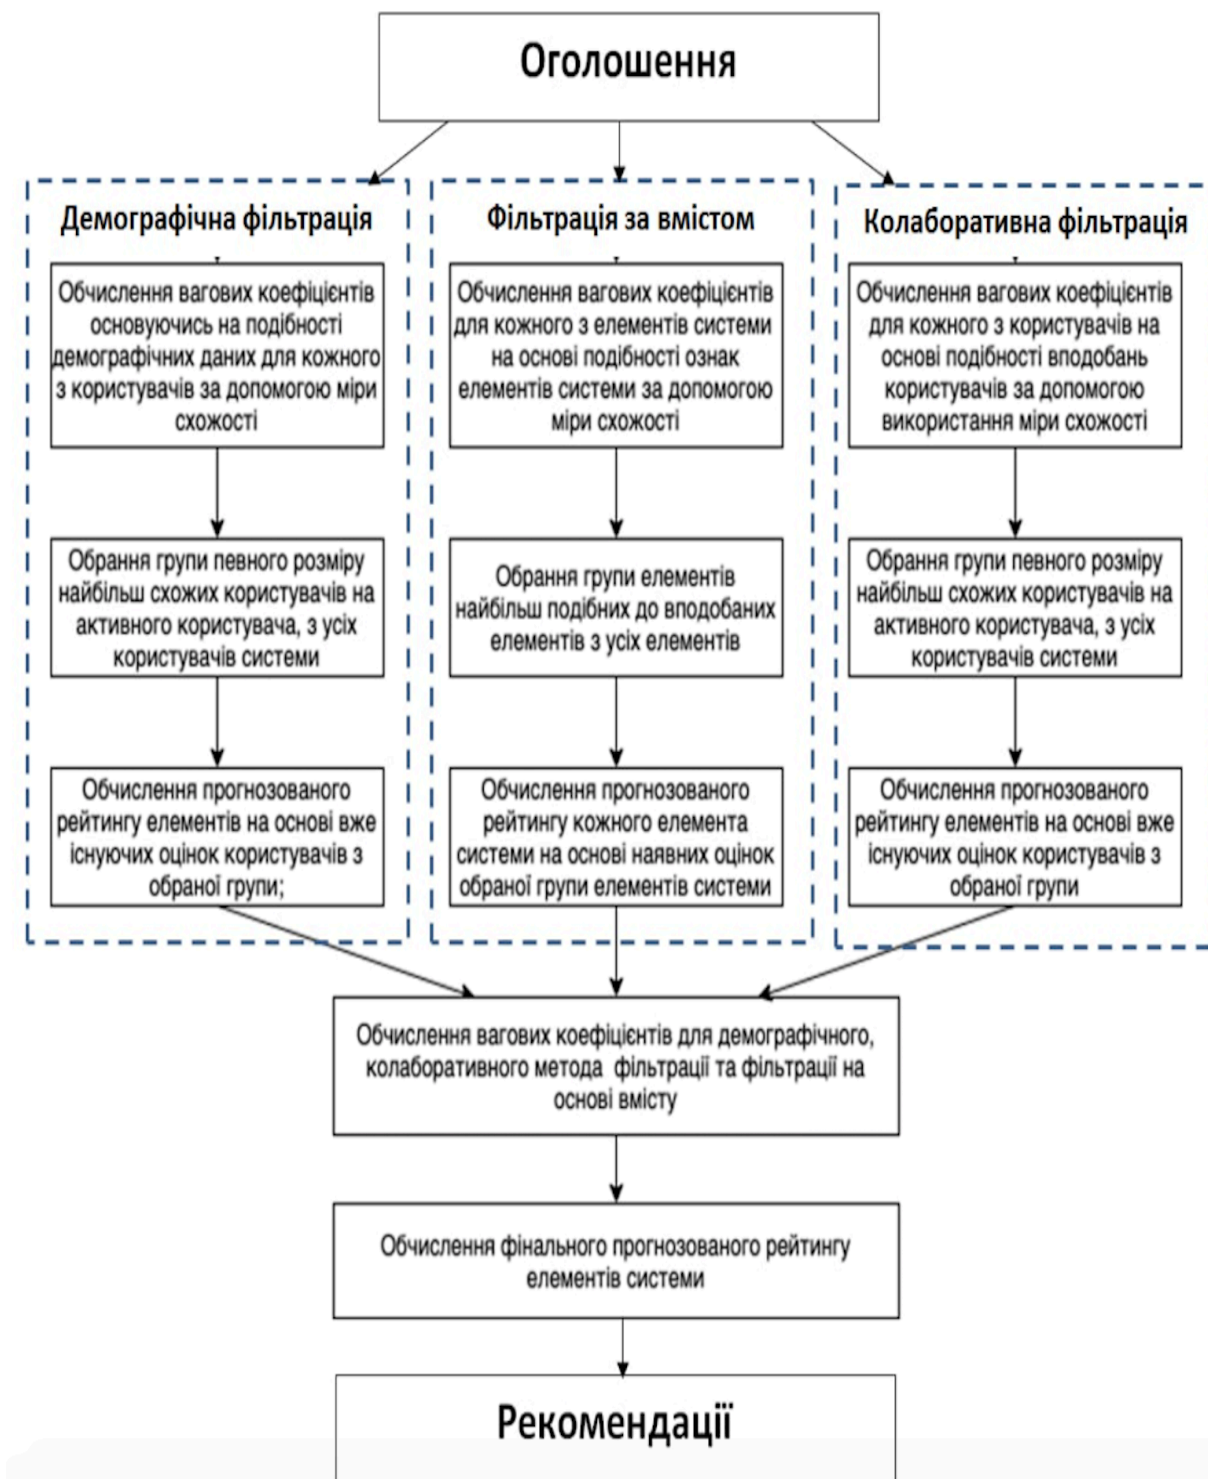 Оголошення
Демографічна фільтрація
Обчислення вагових коефіцієнтів
основуючись на подібності
демографічних даних для кожного
з користувачів за допомогою міри
схожості
Обрання групи певного розміру
найбільш схожих користувачів на
активного користувача, з усіх
користувачів системи
Обчислення прогнозованого
рейтингу елементів на основі вже
існуючих оцінок користувачів з
обраної групи;
Фільтрація за вмістом
Обчислення вагових коефіцієнтів
для кожного з елементів системи
на основі подібності ознак
елементів системи за допомогою
міри схожості
Обрання групи елементів
найбільш подібних до вподобаних
елементів з усіх елементів
Обчислення прогнозованого
рейтингу кожного елемента
системи на основі наявних оцінок
обраної групи елементів системи
Колаборативна фільтрація
Обчислення вагових коефіцієнтів
для кожного з користувачів на
основі подібності вподобань
користувачів за допомогою
використання міри схожості
Обрання групи певного розміру
найбільш схожих користувачів на
активного користувача, з усіх
користувачів системи
Обчислення прогнозованого
рейтингу елементів на основі вже
існуючих оцінок користувачів з
обраної групи
Обчислення вагових коефіцієнтів для демографічного,
колаборативного метода фільтрації та фільтрації на
основі вмісту
Обчислення фінального прогнозованого рейтингу
елементів системи
Рекомендації